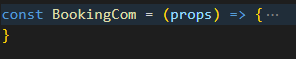 const BookingCom = (props) => {···
}